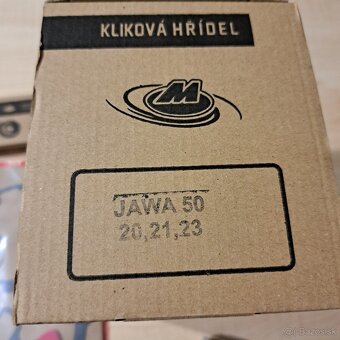 KLIKOVÁ HŘÍDEL
M
JAWA 50
20,21,23